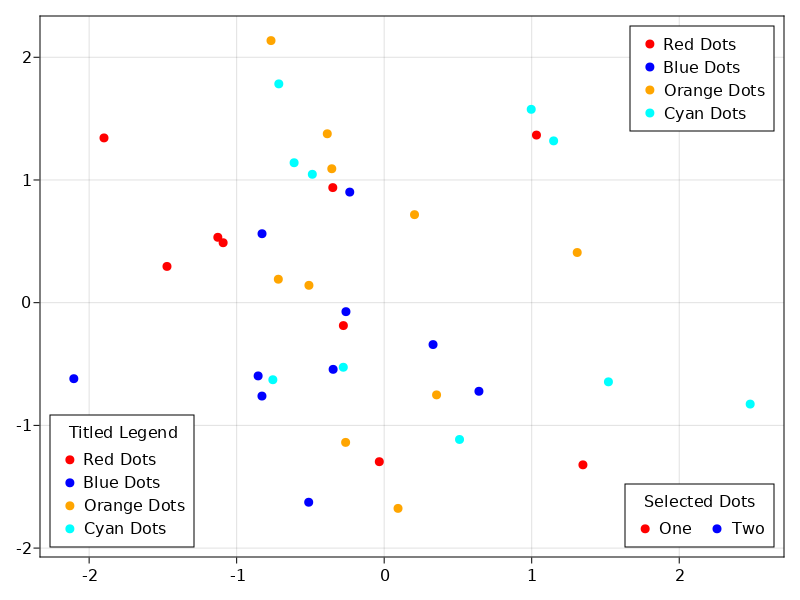 2
1
0
-1
-2
Red Dots
Blue Dots
Orange Dots
Cyan Dots
Titled Legend
Red Dots
Blue Dots
Orange Dots
Cyan Dots
Selected Dots
One Two
-2 -1 0 1 2